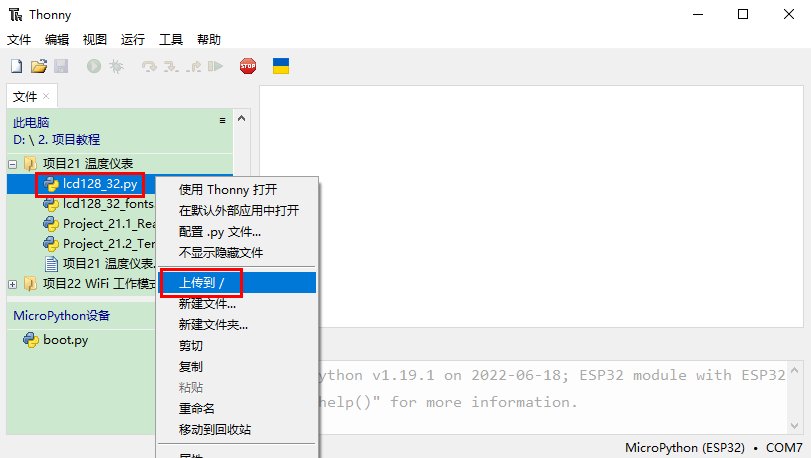 Thonny
文件 编辑 视图 运行 工具 帮助
STOP
文件 ×
此电脑
D: \ 2. 项目教程
项目21 温度仪表
lcd128_32.py
lcd128_32_fonts.
Project_21.1_Rea
Project_21.2_Ter
项目21 温度仪表.
项目22 WiFi 工作模式
MicroPython设备
boot.py
使用 Thonny 打开
在默认外部应用中打开
配置 .py 文件...
不显示隐藏文件
上传到 /
新建文件...
新建文件夹...
剪切
复制
粘贴
重命名
移动到回收站
ython v1.19.1 on 2022-06-18; ESP32 module with ESP32
help()" for more information.
MicroPython (ESP32) • COM7